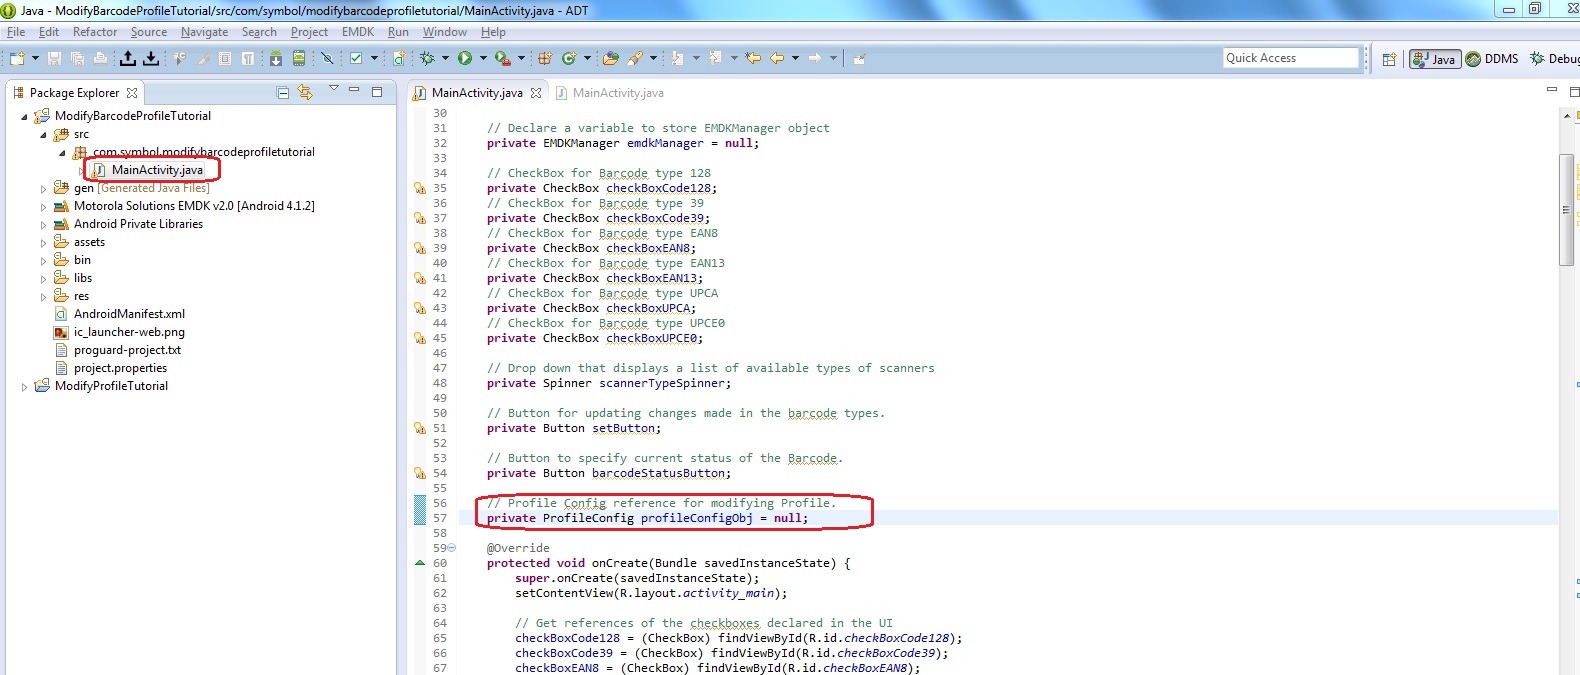 Java - ModifyBarcodeProfileTutorial/src/com/symbol/modifybarcodeprofiletutorial/MainActivity.java - ADT
File Edit Refactor Source Navigate Search Project EMDK Run Window Help
Quick Access
Java
DDMS
Debug
Package Explorer
ModifyBarcodeProfileTutorial
src
com.symbol.modifybarcodeprofiletutorial
MainActivity.java
gen [Generated Java Files]
Motorola Solutions EMDK v2.0 [Android 4.1.2]
Android Private Libraries
assets
bin
libs
res
AndroidManifest.xml
ic_launcher-web.png
proguard-project.txt
project.properties
ModifyProfileTutorial
MainActivity.java
MainActivity.java
30
31 // Declare a variable to store EMDKManager object
32 private EMDKManager emdkManager = null;
33
34 // CheckBox for Barcode type 128
35 private CheckBox checkBoxCode128;
36 // CheckBox for Barcode type 39
37 private CheckBox checkBoxCode39;
38 // CheckBox for Barcode type EAN8
39 private CheckBox checkBoxEAN8;
40 // CheckBox for Barcode type EAN13
41 private CheckBox checkBoxEAN13;
42 // CheckBox for Barcode type UPCA
43 private CheckBox checkBoxUPCA;
44 // CheckBox for Barcode type UPCE0
45 private CheckBox checkBoxUPCE0;
46
47 // Drop down that displays a list of available types of scanners
48 private Spinner scannerTypeSpinner;
49
50 // Button for updating changes made in the barcode types.
51 private Button setButton;
52
53 // Button to specify current status of the Barcode.
54 private Button barcodeStatusButton;
55
56 // Profile Config reference for modifying Profile.
57 private ProfileConfig profileConfigObj = null;
58
59 @Override
60 protected void onCreate(Bundle savedInstanceState) {
61 super.onCreate(savedInstanceState);
62 setContentView(R.layout.activity_main);
63
64 // Get references of the checkboxes declared in the UI
65 checkBoxCode128 = (CheckBox) findViewById(R.id.checkBoxCode128);
66 checkBoxCode39 = (CheckBox) findViewById(R.id.checkBoxCode39);
67 checkBoxEAN8 = (CheckBox) findViewById(R.id.checkBoxEAN8);